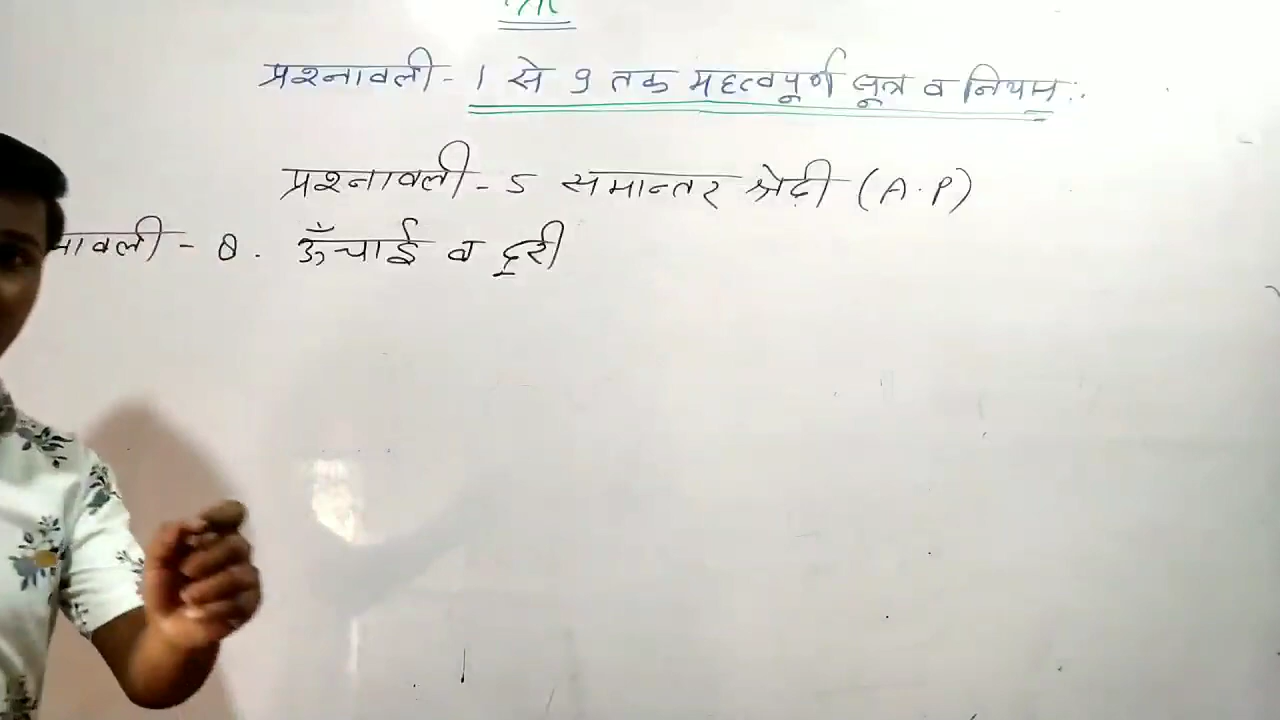 प्रश्नावली - 1 से 9 तक महत्वपूर्ण सूत्र व नियम :
प्रश्नावली - 5 समान्तर श्रेढ़ी (A.P)
नावली - 8. ऊँचाई व दूरी